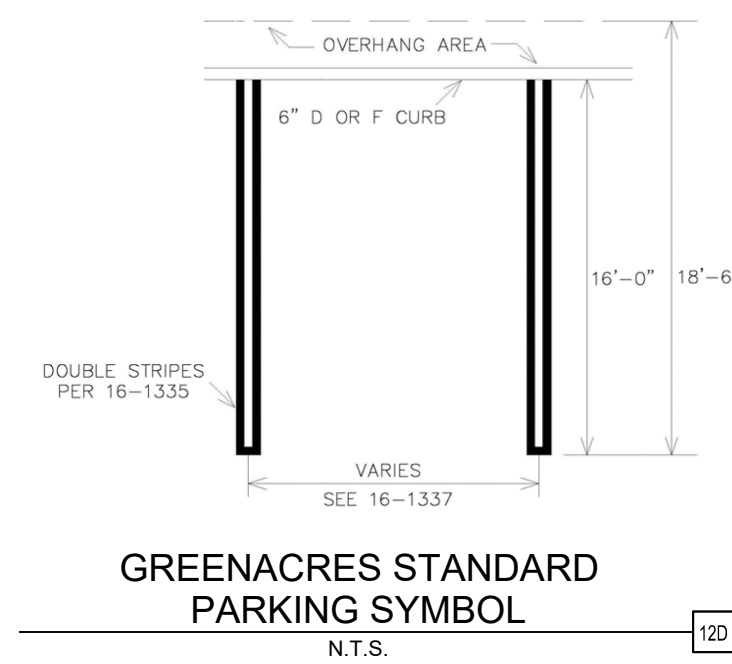 OVERHANG AREA
6” D OR F CURB
16’–0” 18’–6
DOUBLE STRIPES
PER 16–1335
VARIES
SEE 16–1337
GREENACRES STANDARD
PARKING SYMBOL
12D
N.T.S.